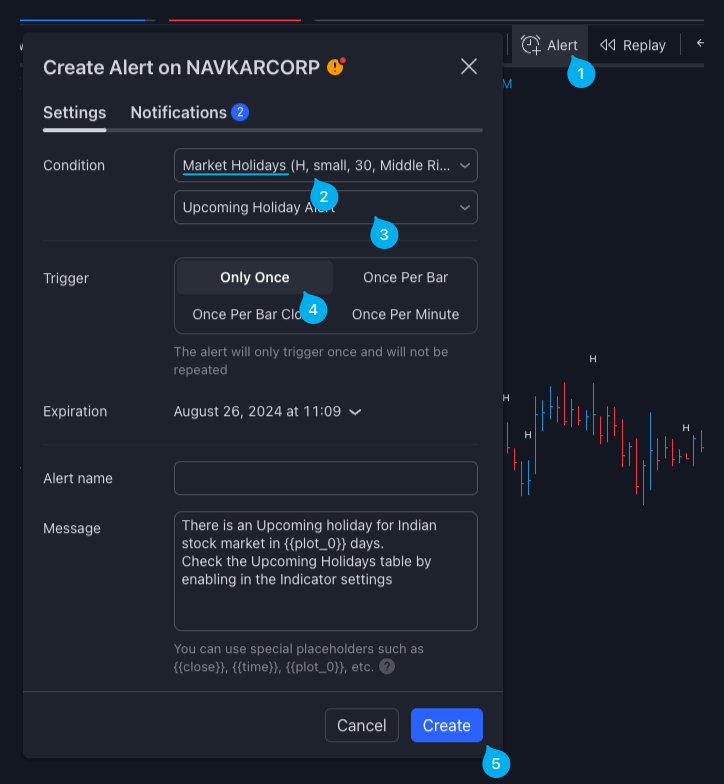 Alert
Replay
1
M
Create Alert on NAVKARCORP
Settings
Notifications 2
Condition
Market Holidays (H, small, 30, Middle Ri...
2
Upcoming Holiday Alert
3
Trigger
Only Once
Once Per Bar
4
Once Per Bar Clo
Once Per Minute
The alert will only trigger once and will not be
repeated
Expiration
August 26, 2024 at 11:09
Alert name
Message
There is an Upcoming holiday for Indian
stock market in {{plot_0}} days.
Check the Upcoming Holidays table by
enabling in the Indicator settings
You can use special placeholders such as
{{close}}, {{time}}, {{plot_0}}, etc. ?
Cancel
Create
5
H
H
H
H